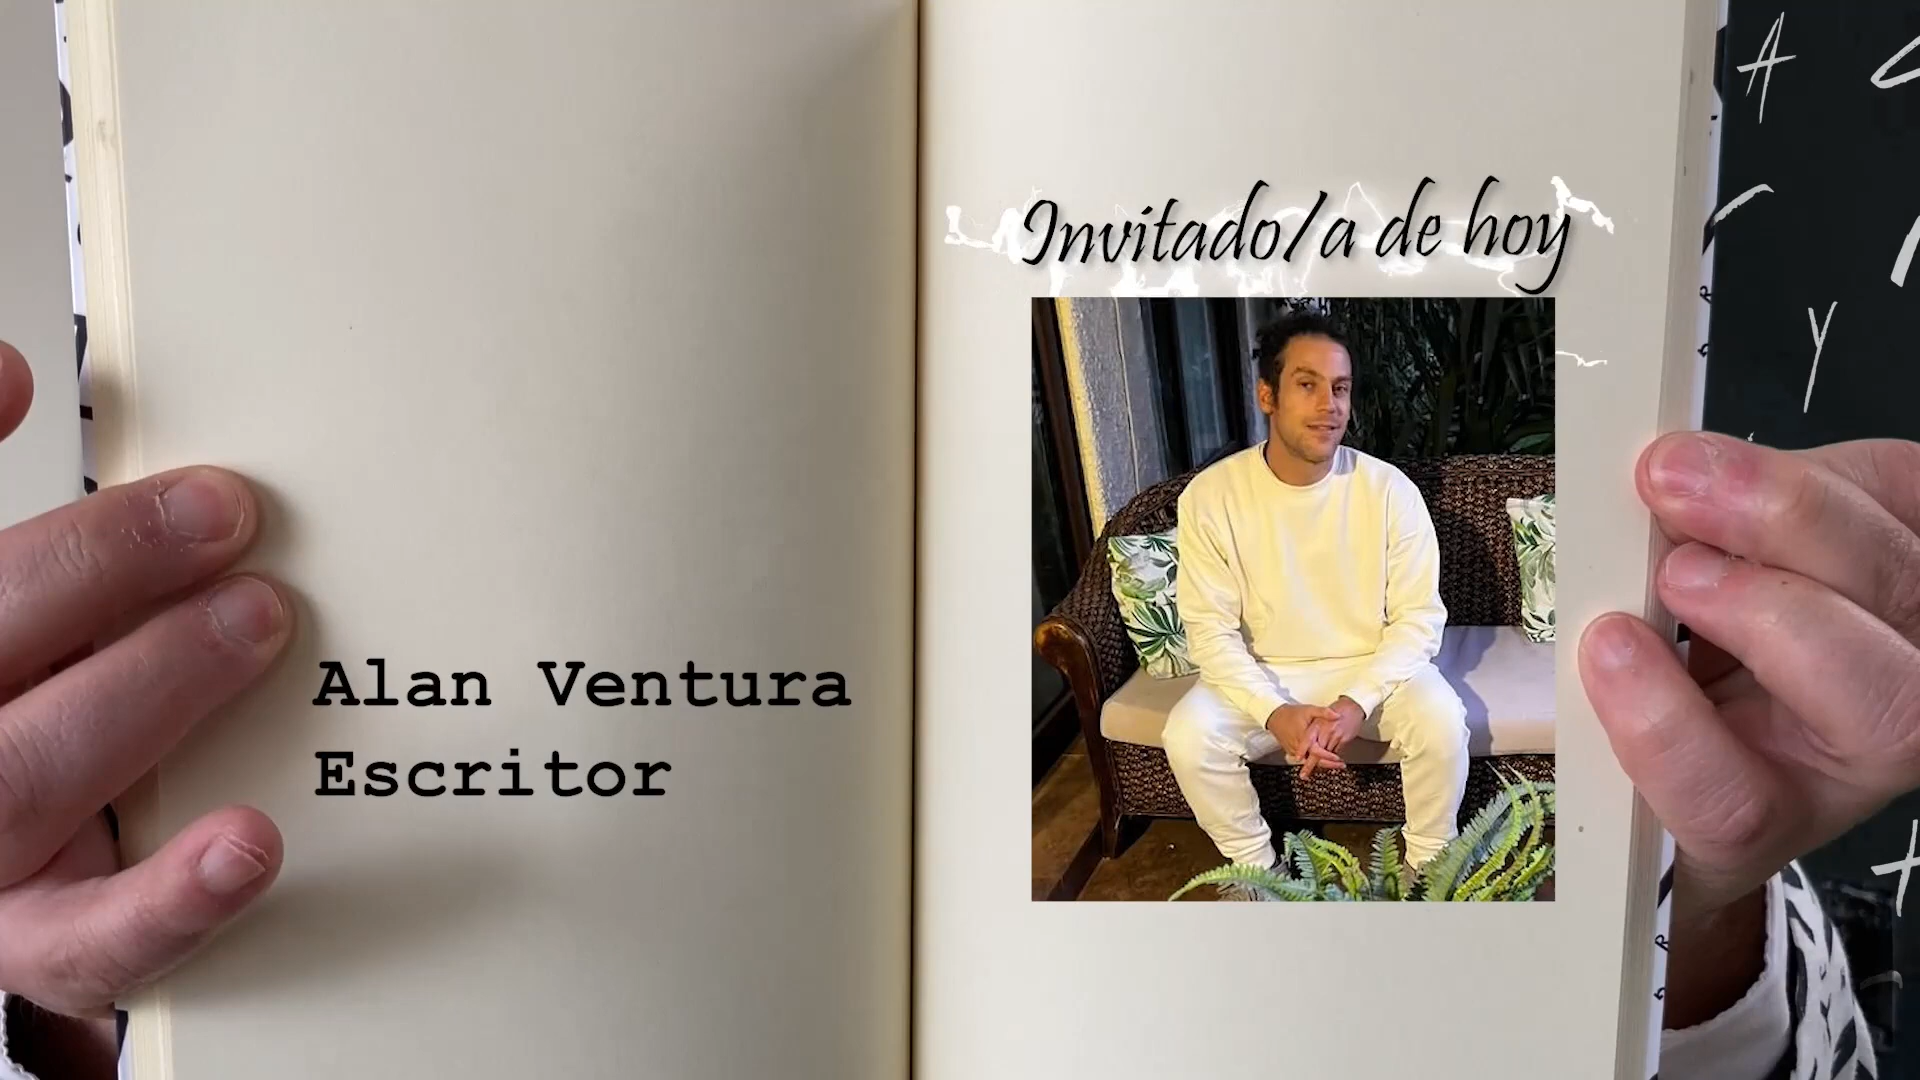 Alan Ventura
Escritor
Invitado/a de hoy
A
Y